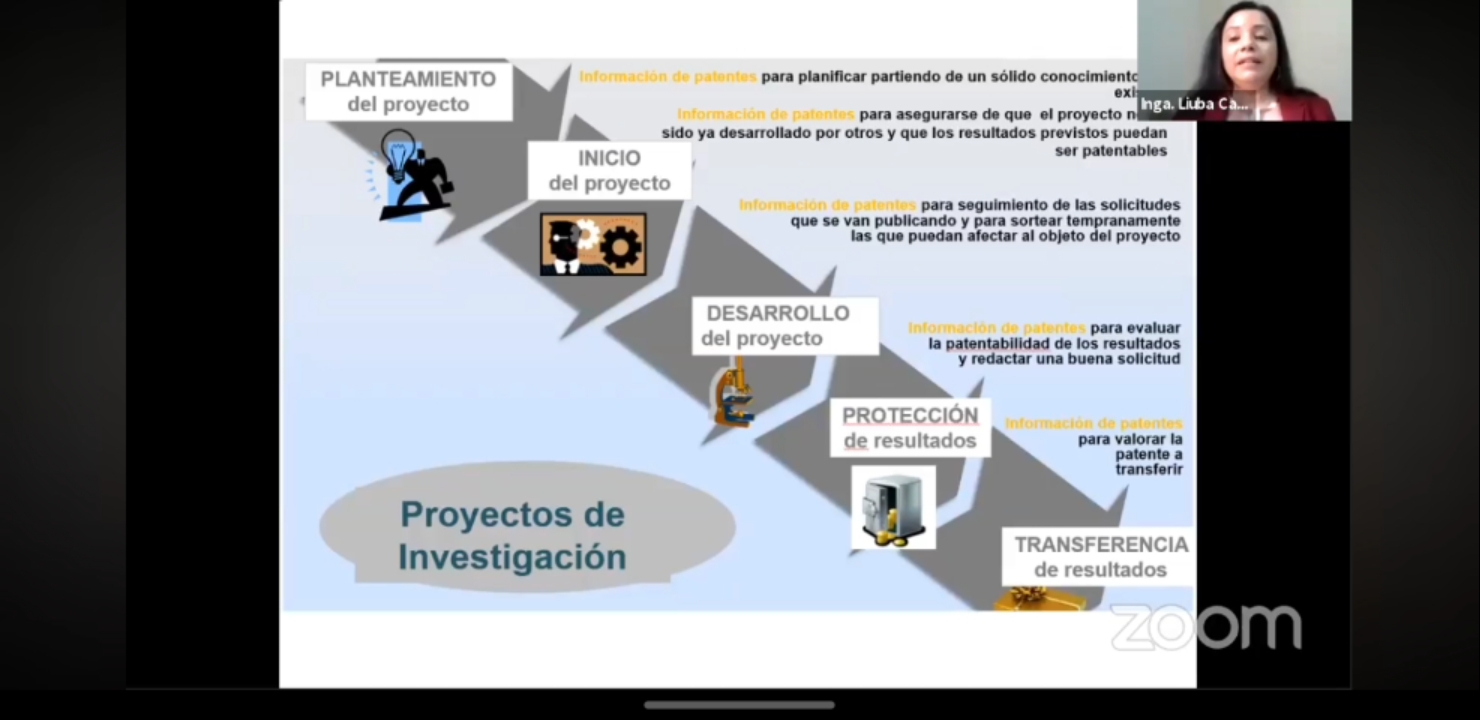 PLANTEAMIENTO
del proyecto
Información de patentes para planificar partiendo de un sólido conocimiento
Inga. Liuba Ca...
Información de patentes para asegurarse de que el proyecto
sido ya desarrollado por otros y que los resultados previstos puedan
ser patentables
INICIO
del proyecto
Información de patentes para seguimiento de las solicitudes
que se van publicando y para sortear tempranamente
las que puedan afectar al objeto del proyecto
DESARROLLO
del proyecto
Información de patentes para evaluar
la patentabilidad de los resultados
y redactar una buena solicitud
PROTECCIÓN
de resultados
Información de patentes
para valorar la
patente a
transferir
Proyectos de
Investigación
TRANSFERENCIA
de resultados
zoom